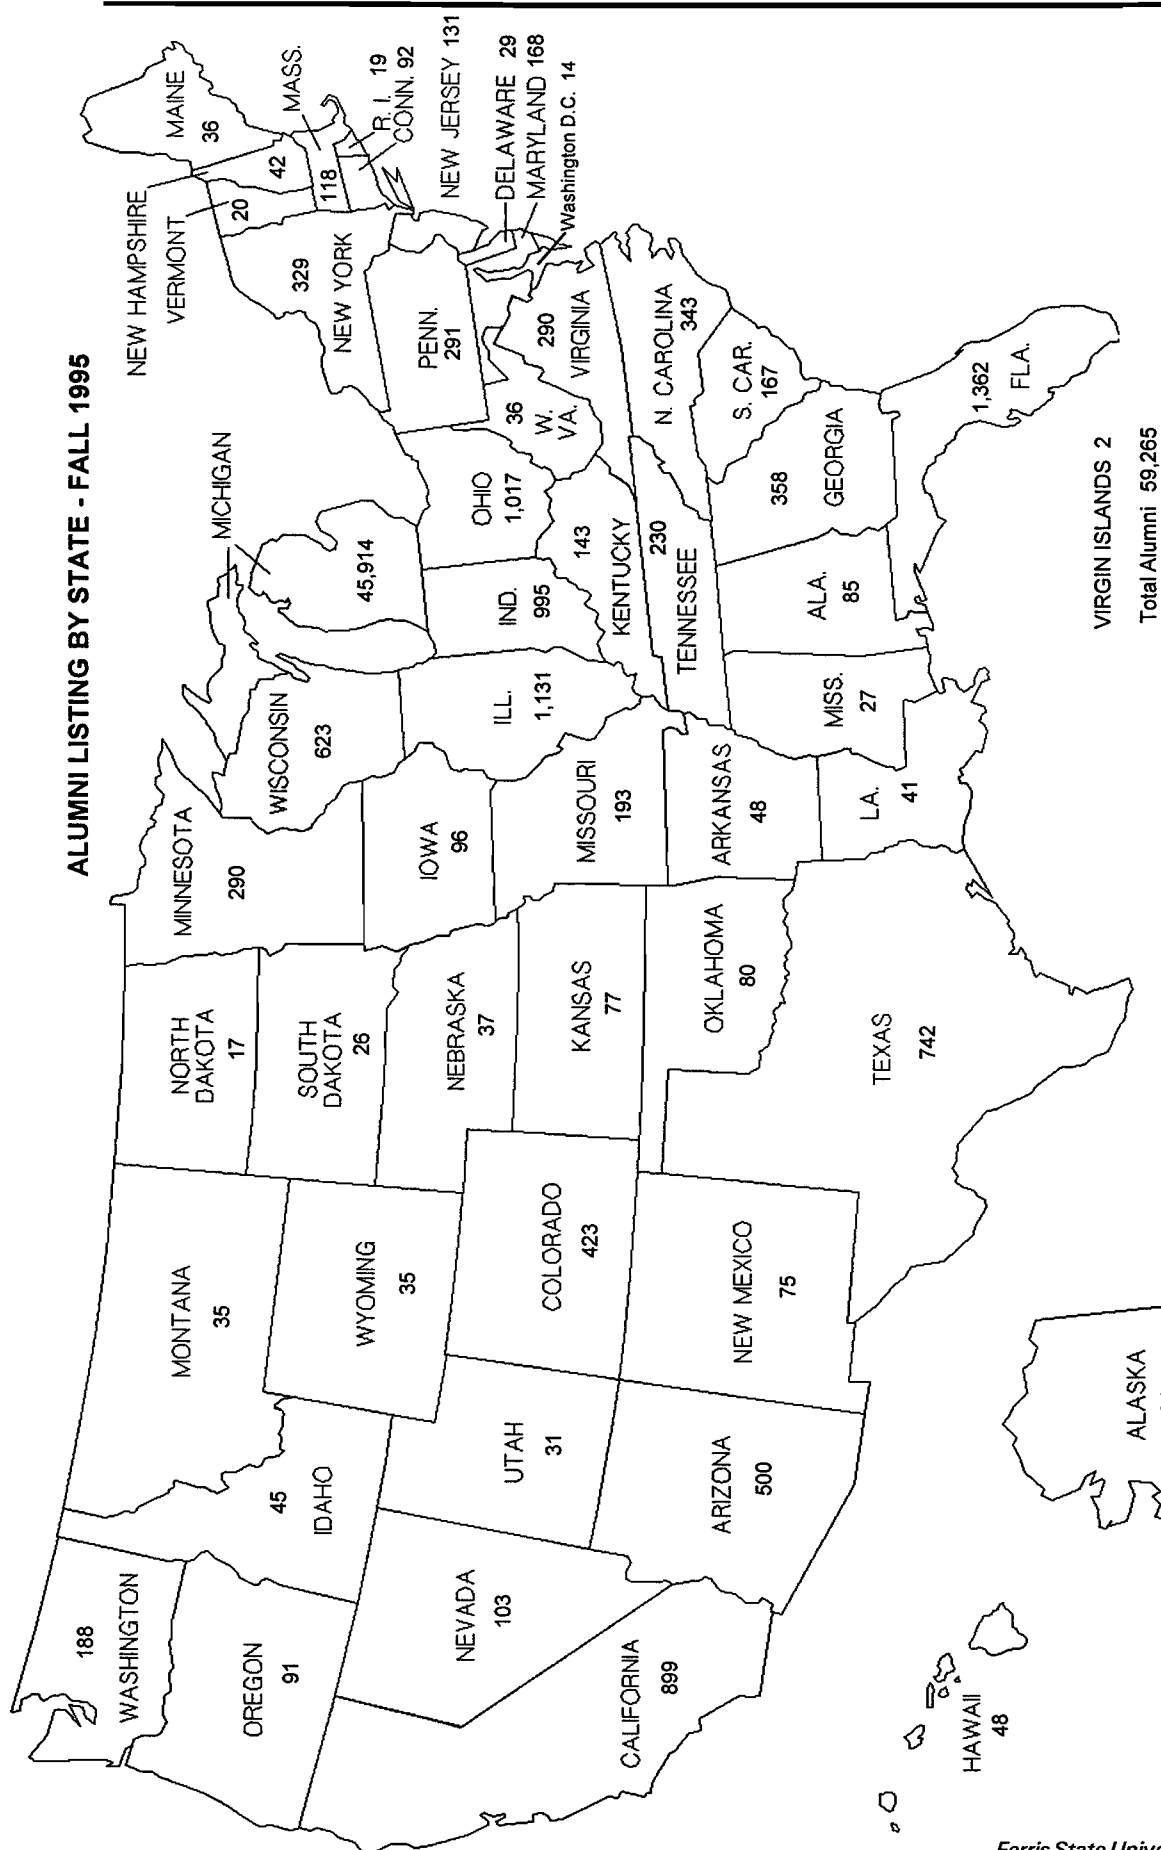 ALUMNI LISTING BY STATE - FALL 1995
WASHINGTON
188
OREGON
91
CALIFORNIA
899
NEVADA
103
IDAHO
45
MONTANA
35
WYOMING
35
UTAH
31
ARIZONA
500
COLORADO
423
NEW MEXICO
75
NORTH
DAKOTA
17
SOUTH
DAKOTA
26
NEBRASKA
37
KANSAS
77
OKLAHOMA
80
TEXAS
742
MINNESOTA
290
IOWA
96
MISSOURI
193
ARKANSAS
48
LA.
41
WISCONSIN
623
ILL.
1,131
MICHIGAN
45,914
IND.
995
OHIO
1,017
KENTUCKY
143
TENNESSEE
230
MISS.
27
ALA.
85
GEORGIA
358
FLA.
1,362
S. CAR.
167
N. CAROLINA
343
VIRGINIA
290
W.
VA.
36
PENN.
291
NEW YORK
329
VERMONT
20
NEW HAMPSHIRE
42
MAINE
36
MASS.
118
R. I. 19
CONN. 92
NEW JERSEY 131
DELAWARE 29
MARYLAND 168
Washington D.C. 14
ALASKA
HAWAII
48
VIRGIN ISLANDS 2
Total Alumni 59,265
Ferris State